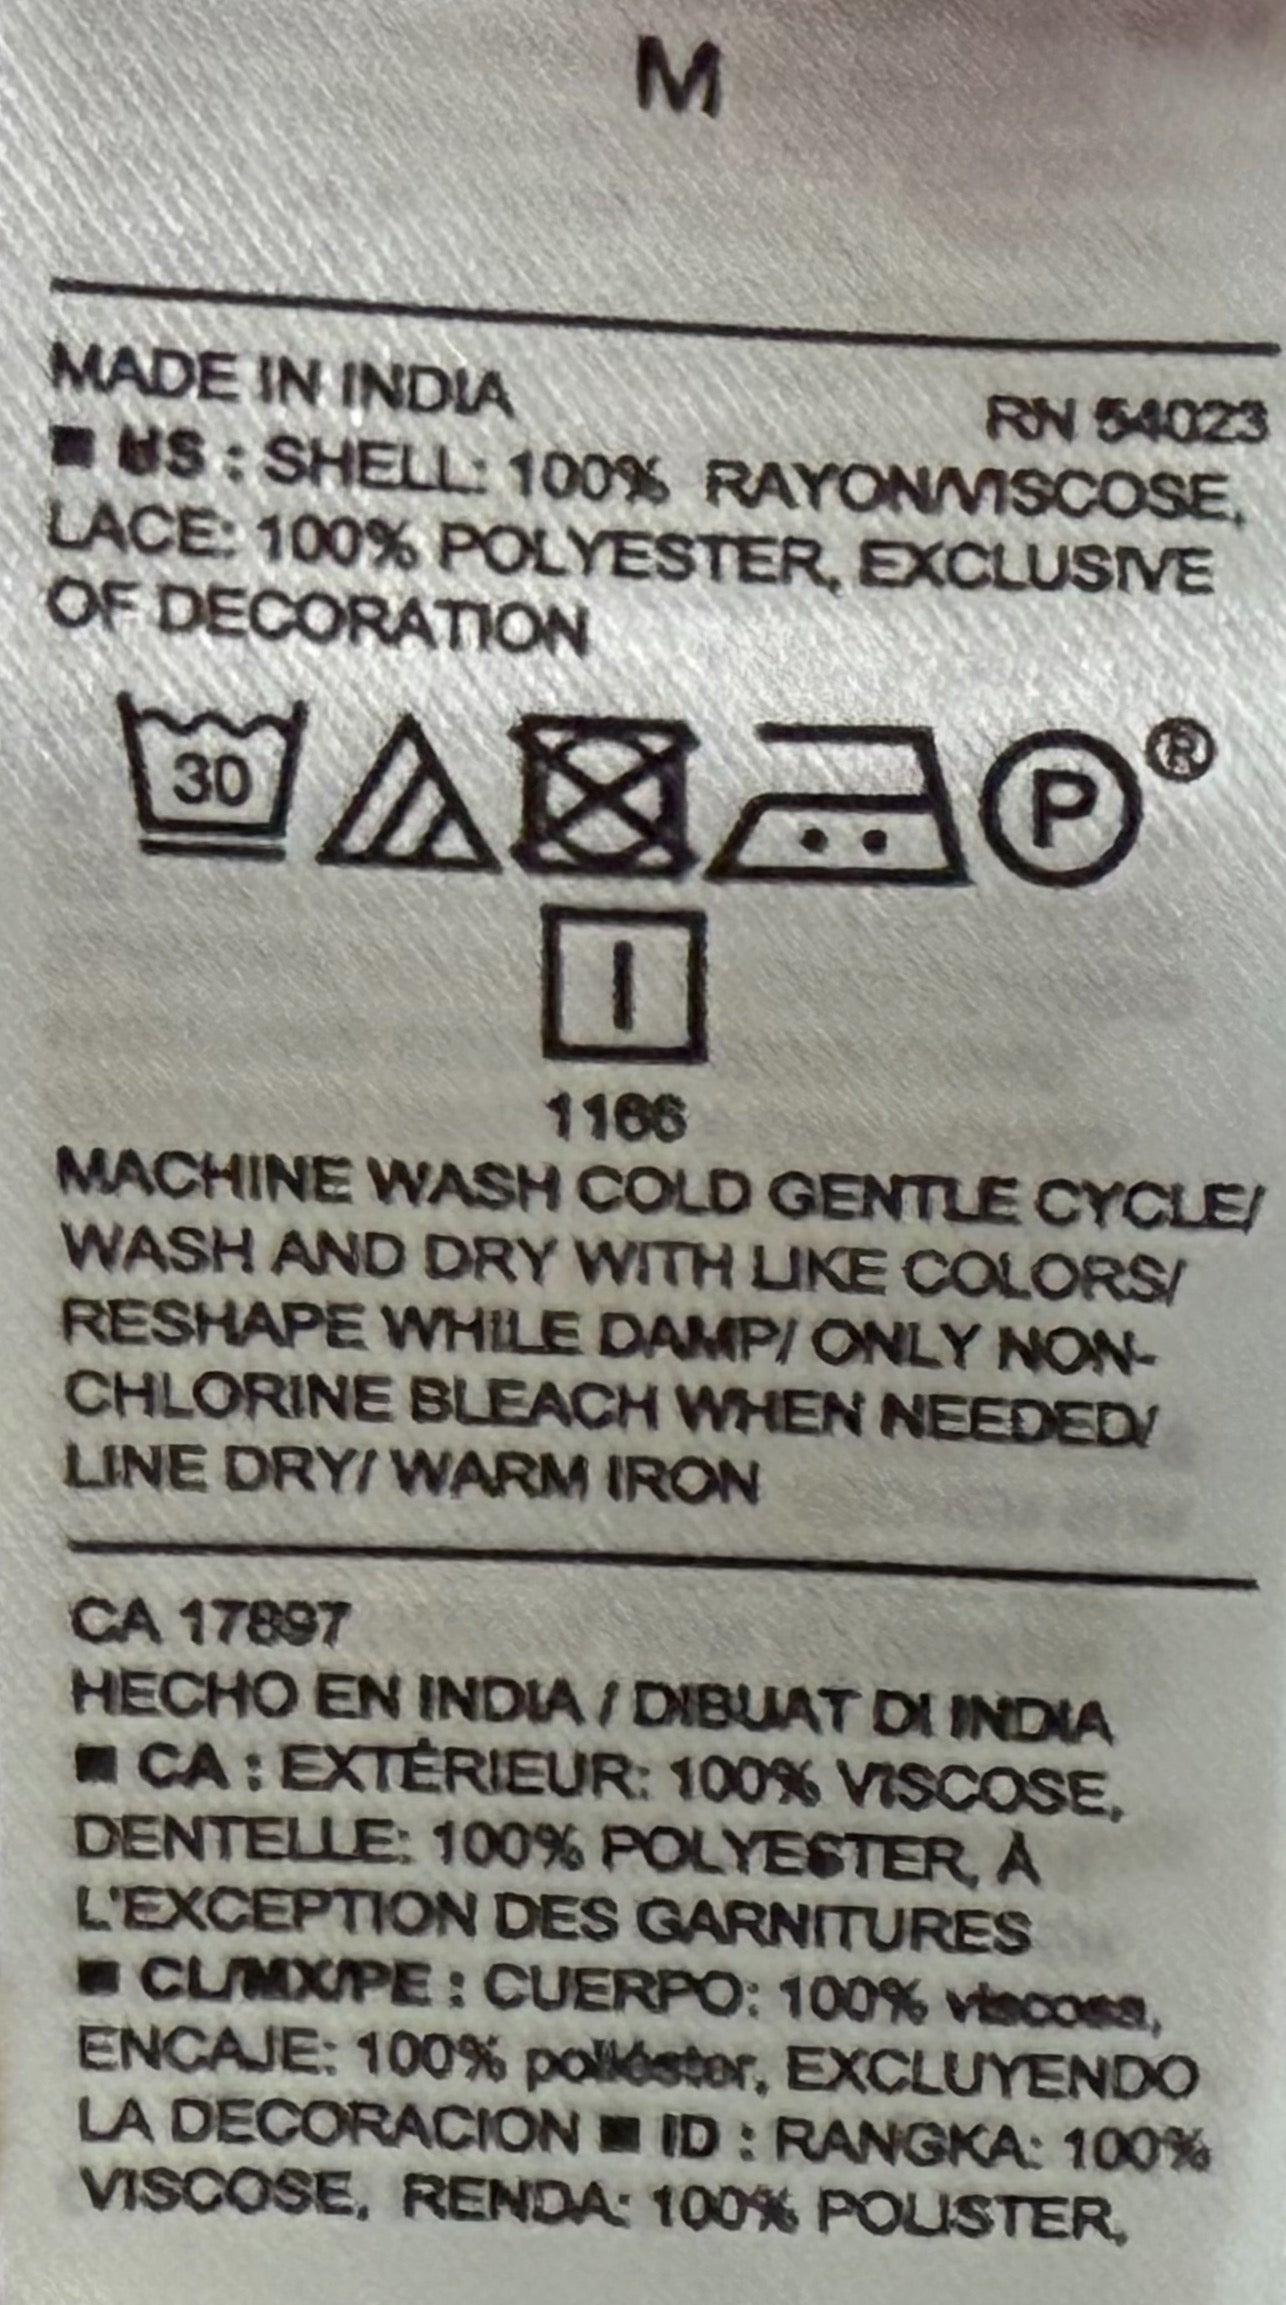 M
MADE IN INDIA
RN 54023
■ US : SHELL: 100% RAYON/VISCOSE,
LACE: 100% POLYESTER, EXCLUSIVE
OF DECORATION
30
P ®
1166
MACHINE WASH COLD GENTLE CYCLE/
WASH AND DRY WITH LIKE COLORS/
RESHAPE WHILE DAMP/ ONLY NON-
CHLORINE BLEACH WHEN NEEDED/
LINE DRY/ WARM IRON
CA 17897
HECHO EN INDIA / DIBUAT DI INDIA
■ CA : EXTÉRIEUR: 100% VISCOSE,
DENTELLE: 100% POLYESTER, À
L'EXCEPTION DES GARNITURES
■ CL/MX/PE : CUERPO: 100% viscosa,
ENCAJE: 100% poliéster, EXCLUYENDO
LA DECORACION ■ ID : RANGKA: 100%
VISCOSE, RENDA: 100% POLISTER,